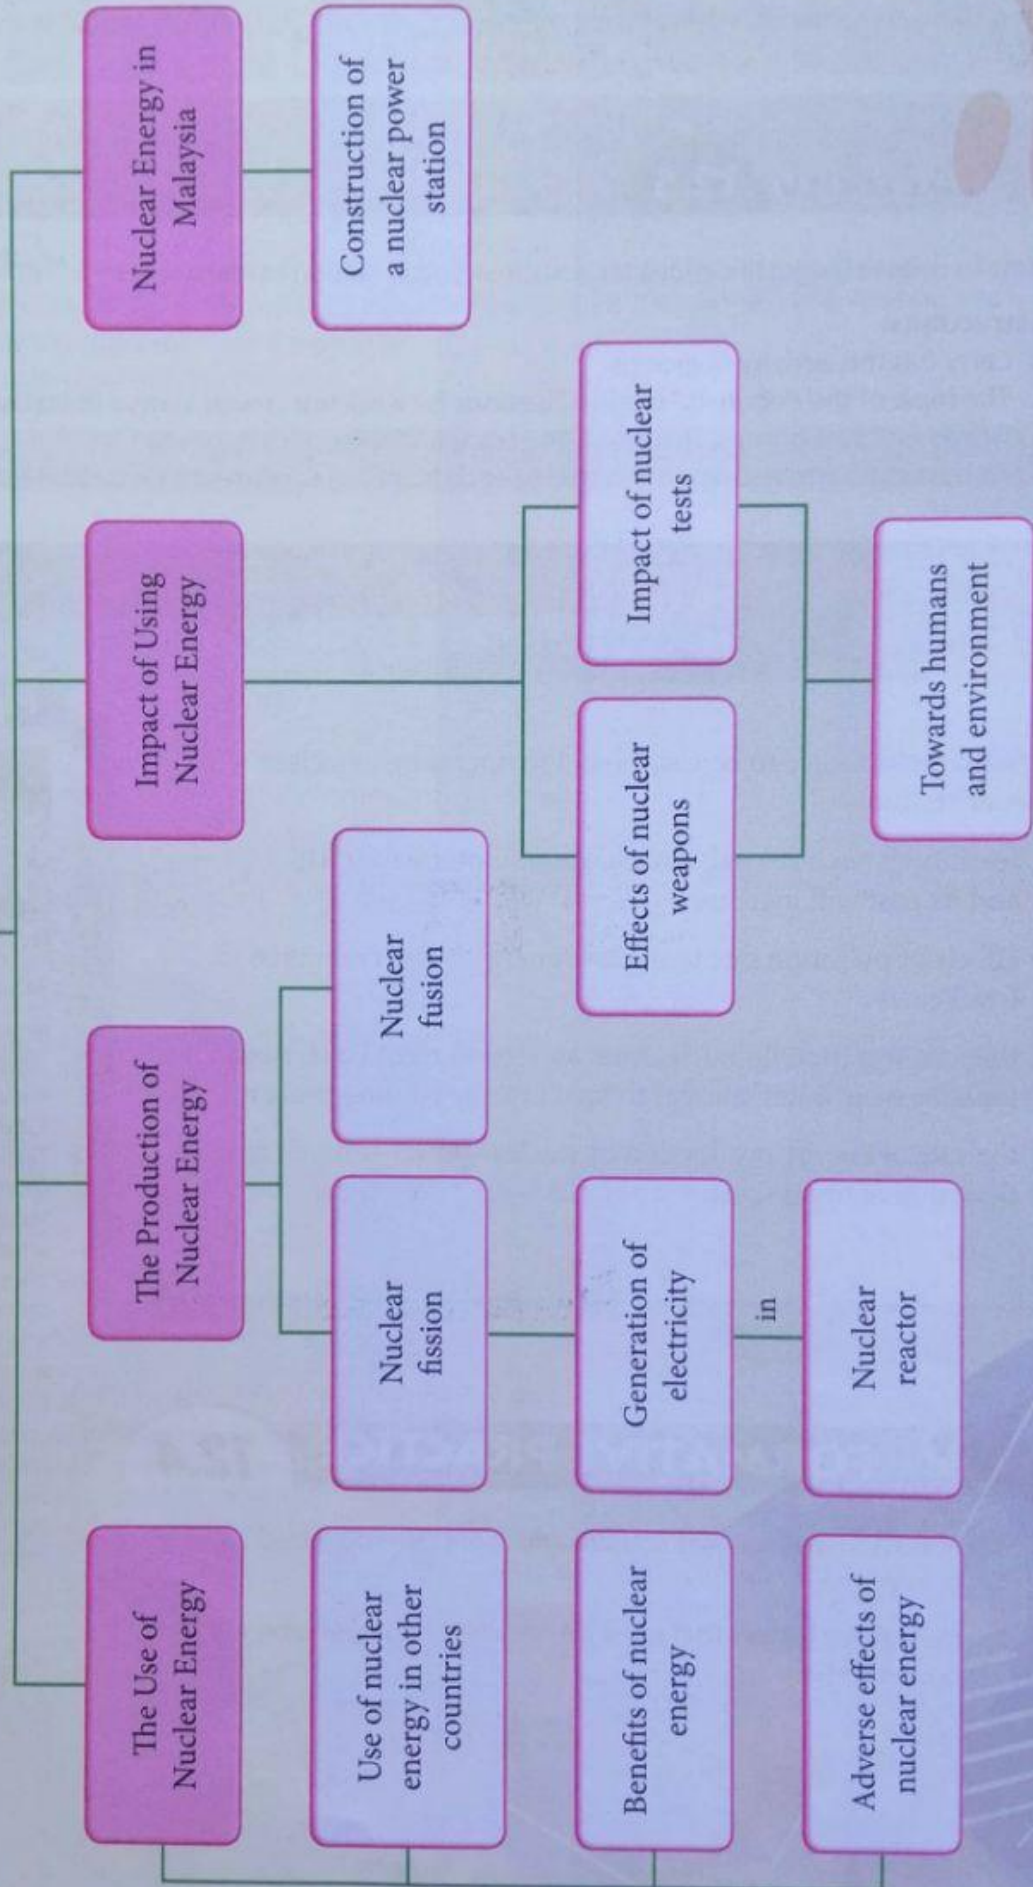 The Use of
Nuclear Energy
Use of nuclear
energy in other
countries
Benefits of nuclear
energy
Adverse effects of
nuclear energy
The Production of
Nuclear Energy
Nuclear
fission
Generation of
electricity
in
Nuclear
reactor
Nuclear
fusion
Impact of Using
Nuclear Energy
Effects of nuclear
weapons
Impact of nuclear
tests
Towards humans
and environment
Nuclear Energy in
Malaysia
Construction of
a nuclear power
station